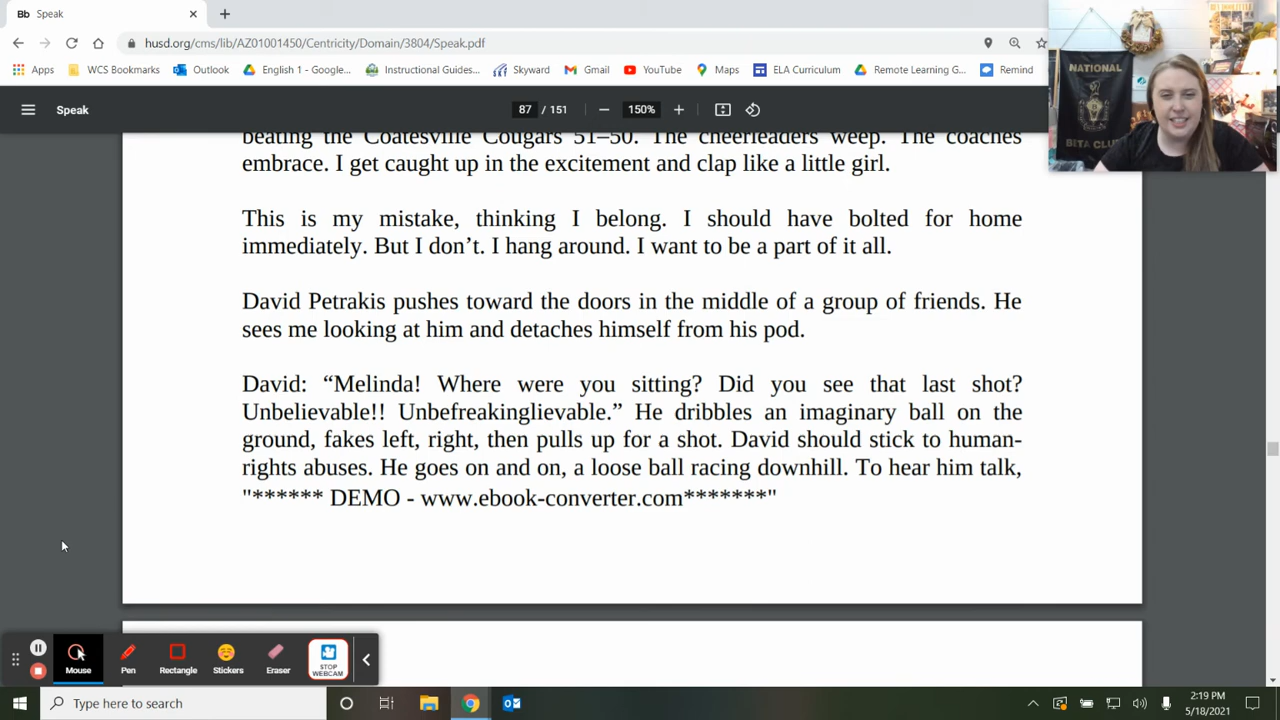 Bb Speak
husd.org/cms/lib/AZ01001450/Centricity/Domain/3804/Speak.pdf
Apps WCS Bookmarks Outlook English 1 - Google... Instructional Guides... Skyward Gmail YouTube Maps ELA Curriculum Remote Learning G... Remind
Speak 87 / 151 150%
NATIONAL
BETA CLU
beating the Coatesville Cougars 51–50. The cheerleaders weep. The coaches
embrace. I get caught up in the excitement and clap like a little girl.
This is my mistake, thinking I belong. I should have bolted for home
immediately. But I don’t. I hang around. I want to be a part of it all.
David Petrakis pushes toward the doors in the middle of a group of friends. He
sees me looking at him and detaches himself from his pod.
David: “Melinda! Where were you sitting? Did you see that last shot?
Unbelievable!! Unbefreakinglievable.” He dribbles an imaginary ball on the
ground, fakes left, right, then pulls up for a shot. David should stick to human-
rights abuses. He goes on and on, a loose ball racing downhill. To hear him talk,
"****** DEMO - www.ebook-converter.com*******"
Mouse Pen Rectangle Stickers Eraser STOP
WEBCAM
Type here to search
2:19 PM
5/18/2021